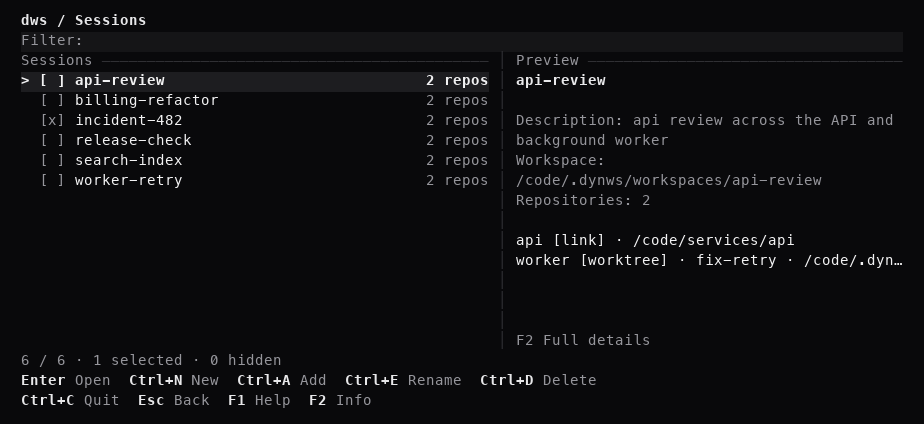 dws / Sessions
Filter:
Sessions
> [ ] api-review 2 repos
[ ] billing-refactor 2 repos
[x] incident-482 2 repos
[ ] release-check 2 repos
[ ] search-index 2 repos
[ ] worker-retry 2 repos
Preview
api-review
Description: api review across the API and
background worker
Workspace:
/code/.dynws/workspaces/api-review
Repositories: 2
api [link] · /code/services/api
worker [worktree] · fix-retry · /code/.dyn…
F2 Full details
6 / 6 · 1 selected · 0 hidden
Enter Open Ctrl+N New Ctrl+A Add Ctrl+E Rename Ctrl+D Delete
Ctrl+C Quit Esc Back F1 Help F2 Info